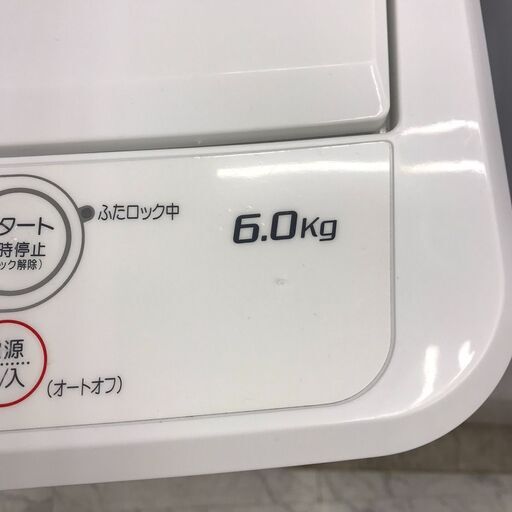 タート
時停止
ック解除)
ふたロック中
6.0Kg
源
/入
(オートオフ)